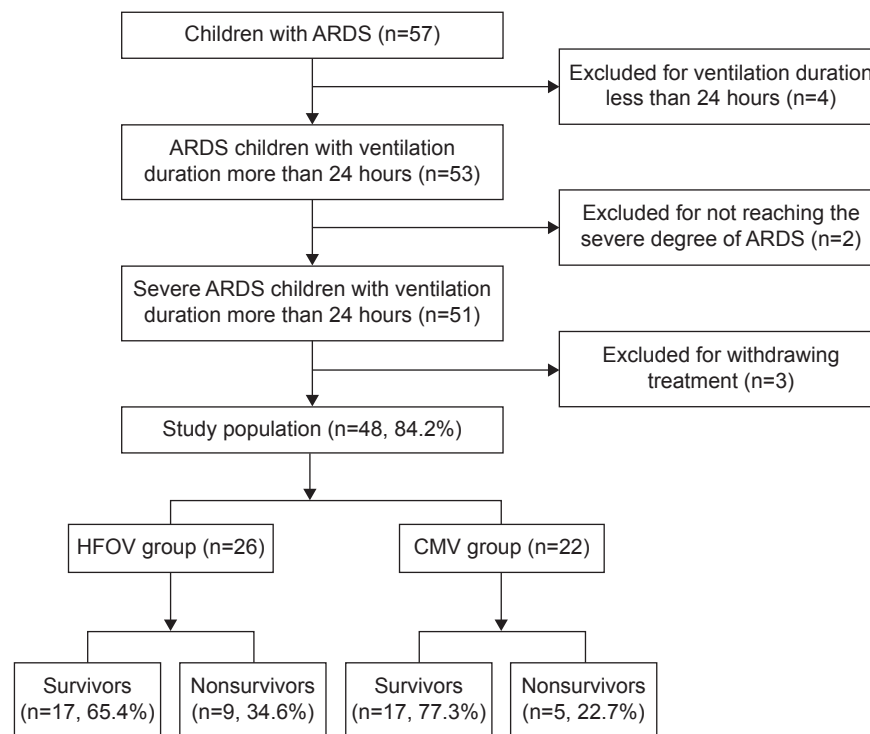 Children with ARDS (n=57)
Excluded for ventilation duration
less than 24 hours (n=4)
ARDS children with ventilation
duration more than 24 hours (n=53)
Excluded for not reaching the
severe degree of ARDS (n=2)
Severe ARDS children with ventilation
duration more than 24 hours (n=51)
Excluded for withdrawing
treatment (n=3)
Study population (n=48, 84.2%)
HFOV group (n=26)
CMV group (n=22)
Survivors
(n=17, 65.4%)
Nonsurvivors
(n=9, 34.6%)
Survivors
(n=17, 77.3%)
Nonsurvivors
(n=5, 22.7%)